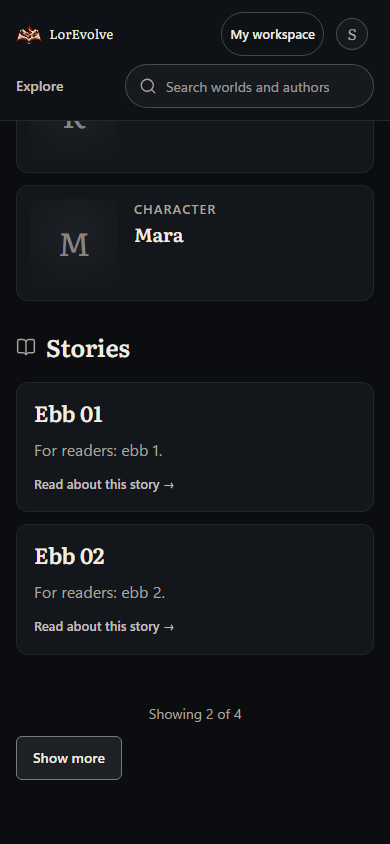 LorEvolve
My workspace
S
Explore
Search worlds and authors
M
CHARACTER
Mara
Stories
Ebb 01
For readers: ebb 1.
Read about this story →
Ebb 02
For readers: ebb 2.
Read about this story →
Showing 2 of 4
Show more